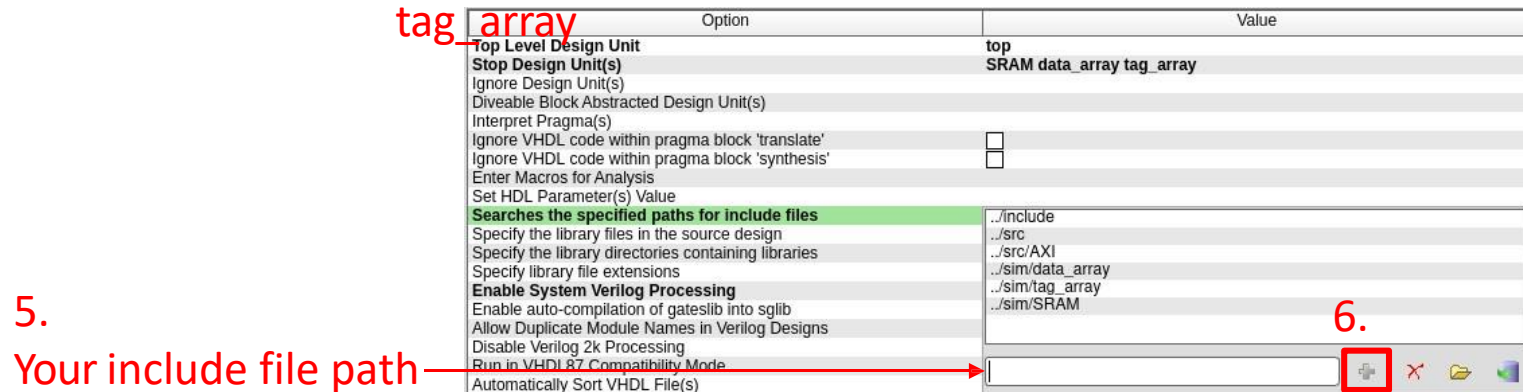 tag_array
Option Value
Top Level Design Unit top
Stop Design Unit(s) SRAM data_array tag_array
Ignore Design Unit(s)
Diveable Block Abstracted Design Unit(s)
Interpret Pragma(s)
Ignore VHDL code within pragma block 'translate'
Ignore VHDL code within pragma block 'synthesis'
Enter Macros for Analysis
Set HDL Parameter(s) Value
Searches the specified paths for include files ../include
Specify the library files in the source design ../src
Specify the library directories containing libraries ../src/AXI
Specify library file extensions ../sim/data_array
Enable System Verilog Processing ../sim/tag_array
Enable auto-compilation of gateslib into sglib ../sim/SRAM
Allow Duplicate Module Names in Verilog Designs
Disable Verilog 2k Processing
Run in VHDL87 Compatibility Mode
Automatically Sort VHDL File(s)
5.
Your include file path
6.